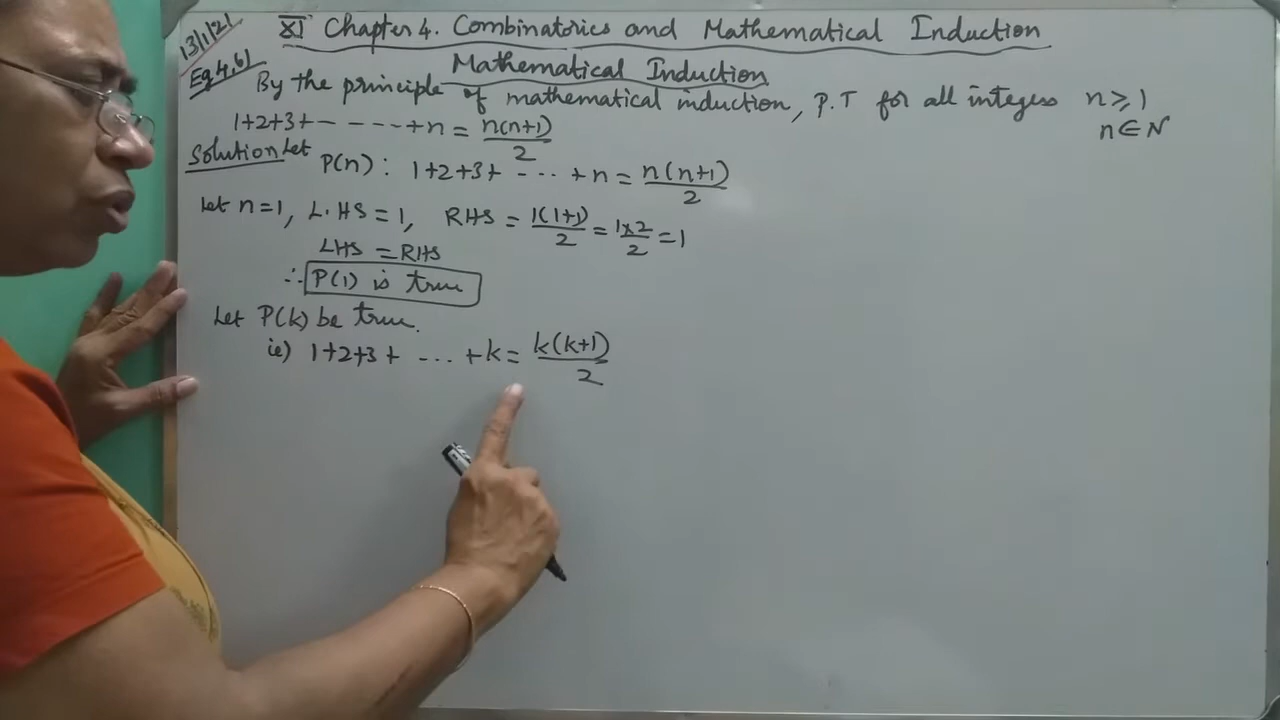 13/1/21
XI Chapter 4. Combinatorics and Mathematical Induction
Mathematical Induction
Eg 4.61
By the principle of mathematical induction, P.T for all integers n ≥ 1
1+2+3+ - - - - - +n = n(n+1)/2
n ∈ N
Solution Let P(n) : 1+2+3+ - ... +n = n(n+1)/2
Let n=1, L.HS = 1, RHS = 1(1+1)/2 = 1x2/2 = 1
LHS = RHS
∴ P(1) is true
Let P(k) be true.
ie) 1+2+3+ ... +k = k(k+1)/2